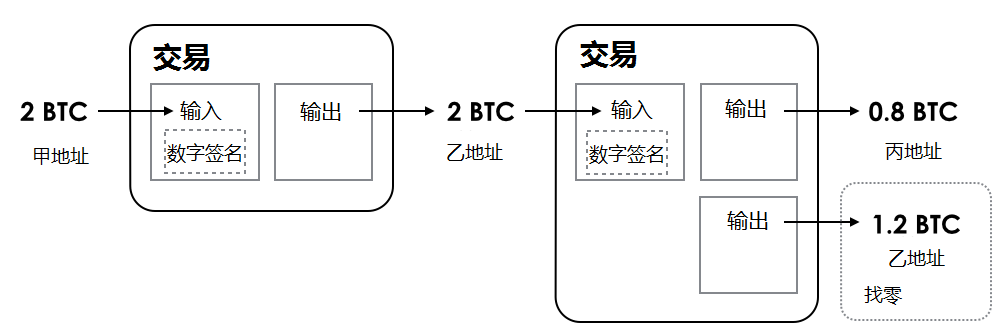 交易
交易
2 BTC
输入
输出
2 BTC
输入
输出
0.8 BTC
甲地址
数字签名
乙地址
数字签名
丙地址
输出
1.2 BTC
乙地址
找零